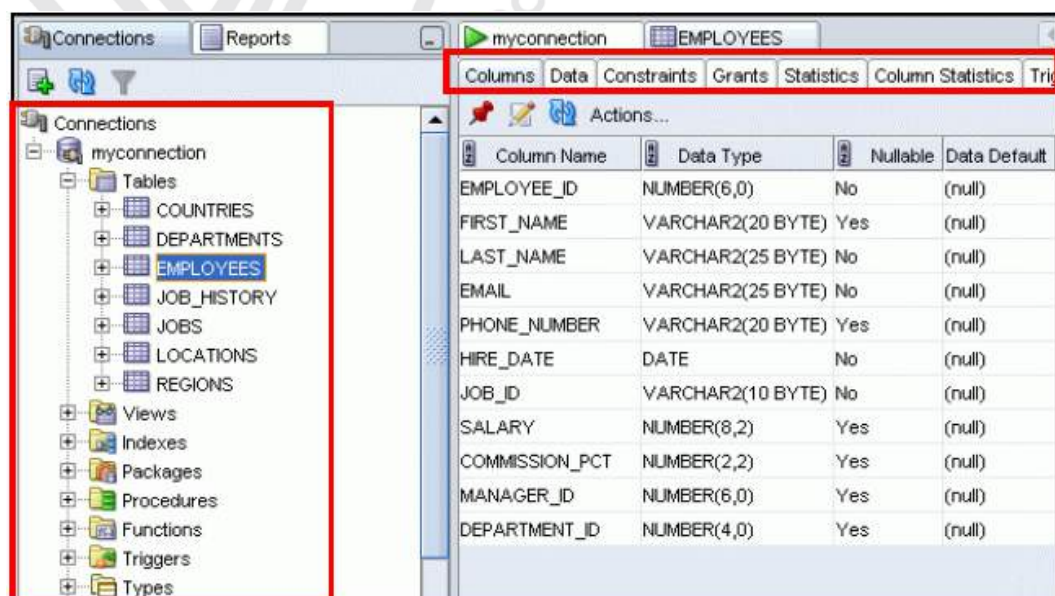 Connections Reports
myconnection EMPLOYEES
Columns Data Constraints Grants Statistics Column Statistics
Actions...
Connections
myconnection
Tables
COUNTRIES
DEPARTMENTS
EMPLOYEES
JOB_HISTORY
JOBS
LOCATIONS
REGIONS
Views
Indexes
Packages
Procedures
Functions
Triggers
Types
Column Name Data Type Nullable Data Default
EMPLOYEE_ID NUMBER(6,0) No (null)
FIRST_NAME VARCHAR2(20 BYTE) Yes (null)
LAST_NAME VARCHAR2(25 BYTE) No (null)
EMAIL VARCHAR2(25 BYTE) No (null)
PHONE_NUMBER VARCHAR2(20 BYTE) Yes (null)
HIRE_DATE DATE No (null)
JOB_ID VARCHAR2(10 BYTE) No (null)
SALARY NUMBER(8,2) Yes (null)
COMMISSION_PCT NUMBER(2,2) Yes (null)
MANAGER_ID NUMBER(6,0) Yes (null)
DEPARTMENT_ID NUMBER(4,0) Yes (null)